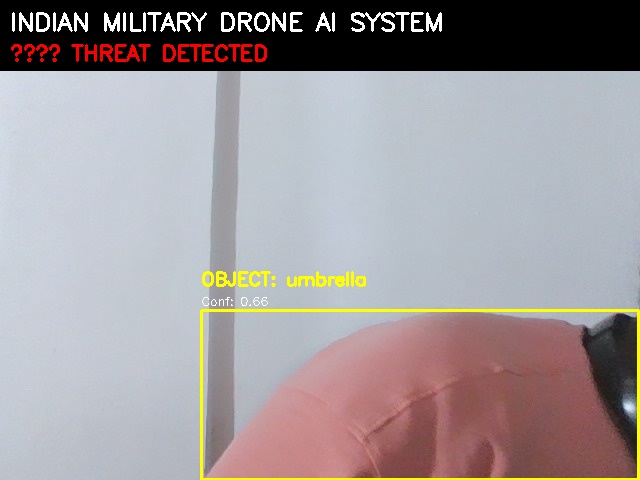 INDIAN MILITARY DRONE AI SYSTEM
???? THREAT DETECTED
OBJECT: umbrella
Conf: 0.66